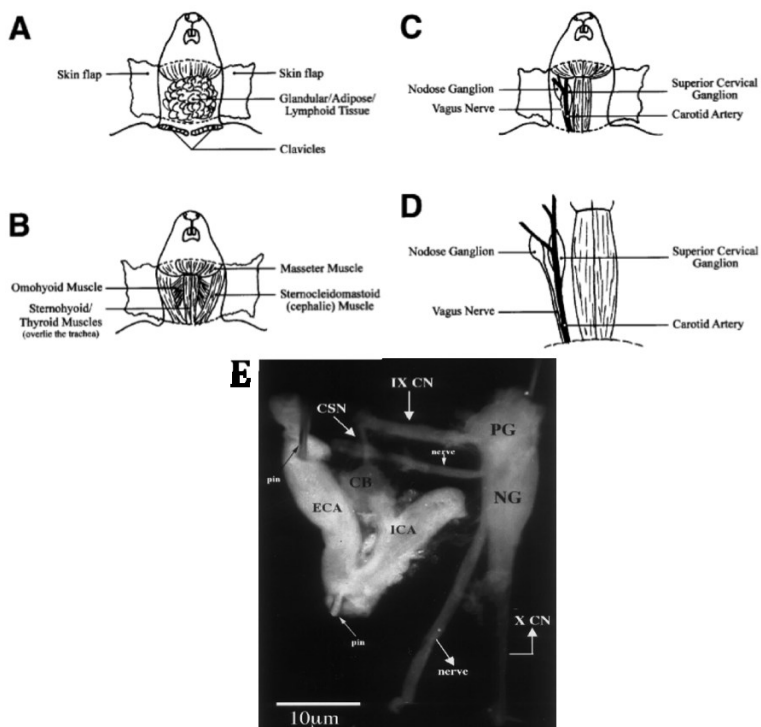 A
Skin flap
Skin flap
Glandular/Adipose/
Lymphoid Tissue
Clavicles
B
Masseter Muscle
Omohyoid Muscle
Sternocleidomastoid
(cephalic) Muscle
Sternohyoid/
Thyroid Muscles
(overlie the trachea)
C
Nodose Ganglion
Superior Cervical
Ganglion
Vagus Nerve
Carotid Artery
D
Nodose Ganglion
Superior Cervical
Ganglion
Vagus Nerve
Carotid Artery
E
IX CN
CSN
PG
nerve
pin
CB
NG
ECA
ICA
X CN
pin
nerve
10µm